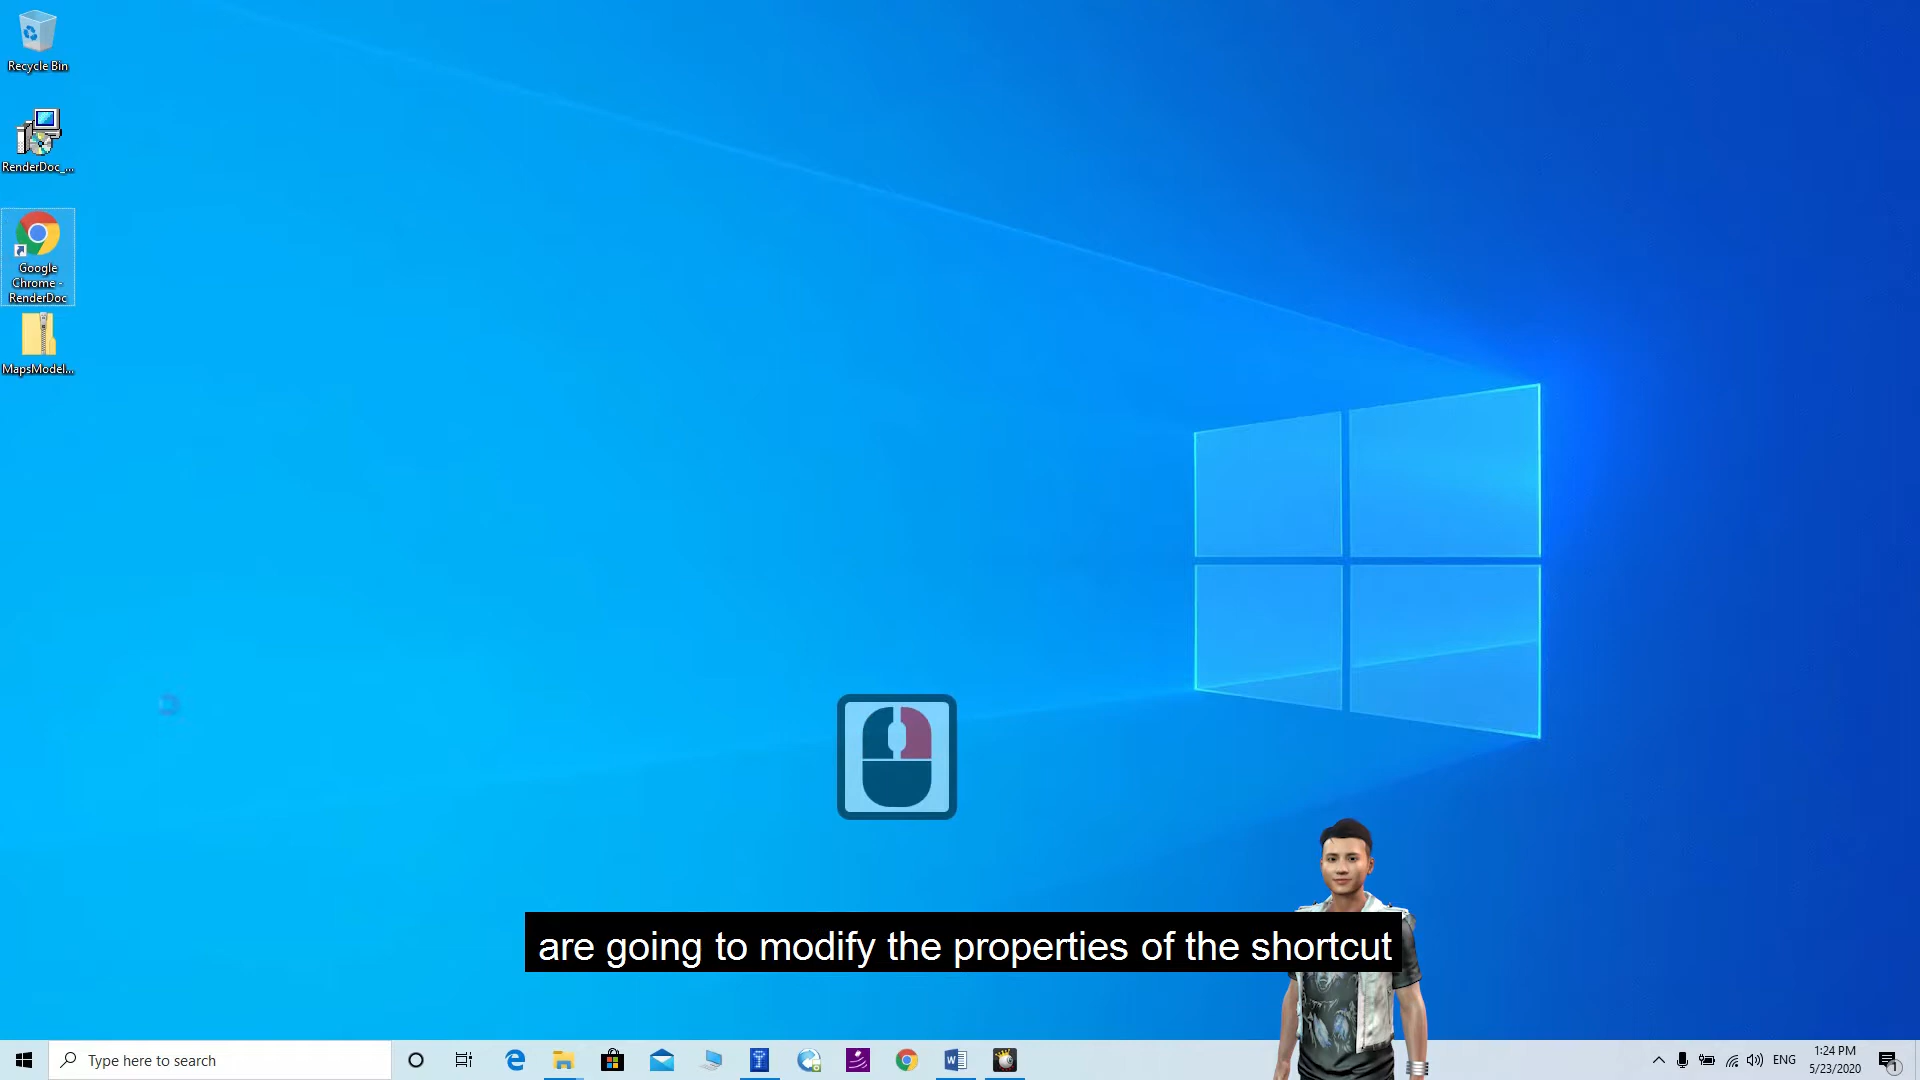 Recycle Bin
RenderDoc_...
Google
Chrome -
RenderDoc
MapsModel...
are going to modify the properties of the shortcut
Type here to search
ENG
1:24 PM
5/23/2020
1